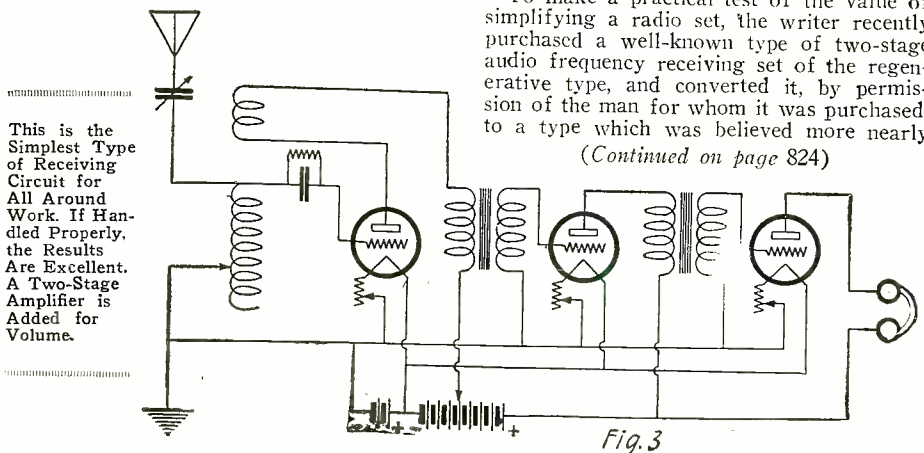 To make a practical test of the value of
simplifying a radio set, the writer recently
purchased a well-known type of two-stage
audio frequency receiving set of the regen-
erative type, and converted it, by permis-
sion of the man for whom it was purchased
to a type which was believed more nearly
(Continued on page 824)
This is the
Simplest Type
of Receiving
Circuit for
All Around
Work. If Han-
dled Properly,
the Results
Are Excellent.
A Two-Stage
Amplifier is
Added for
Volume.
+
+
Fig. 3